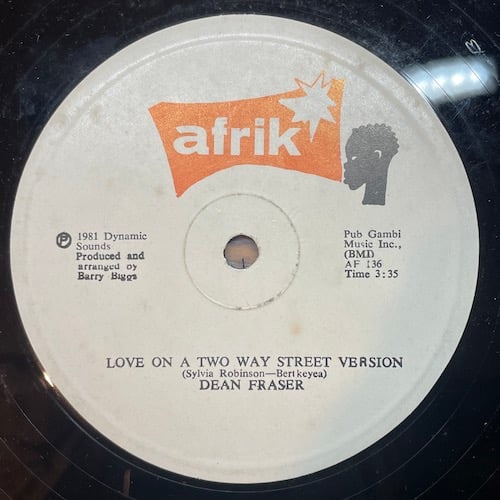 afrik
℗ 1981 Dynamic
Sounds
Produced and
arranged by
Barry Biggs
Pub Gambi
Music Inc.,
(BMI)
AF 136
Time 3:35
LOVE ON A TWO WAY STREET VERSION
(Sylvia Robinson—Bertkeyea)
DEAN FRASER